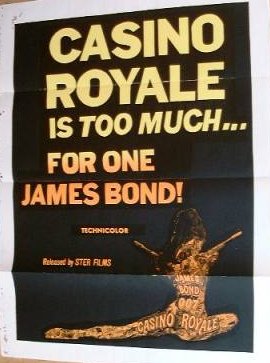 CASINO
ROYALE
IS TOO MUCH...
FOR ONE
JAMES BOND!
TECHNICOLOR
Released by STER FILMS
JAMES
BOND
007
CASINO ROYALE